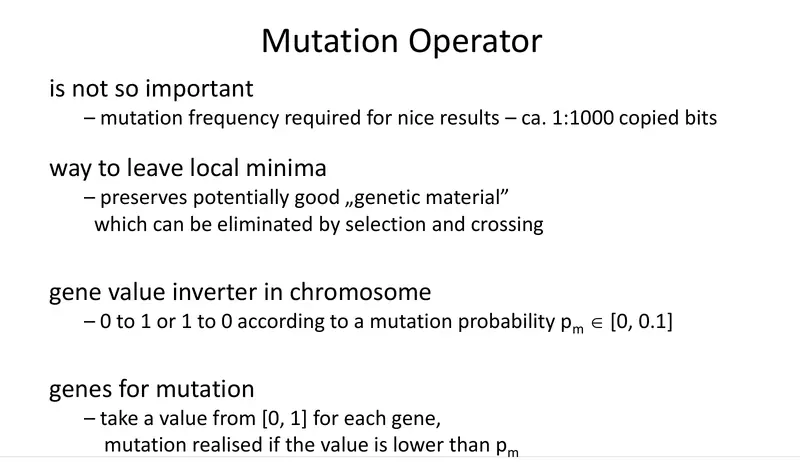 Mutation Operator
is not so important
– mutation frequency required for nice results – ca. 1:1000 copied bits
way to leave local minima
– preserves potentially good „genetic material”
which can be eliminated by selection and crossing
gene value inverter in chromosome
– 0 to 1 or 1 to 0 according to a mutation probability pₘ ∈ [0, 0.1]
genes for mutation
– take a value from [0, 1] for each gene,
mutation realised if the value is lower than pₘ